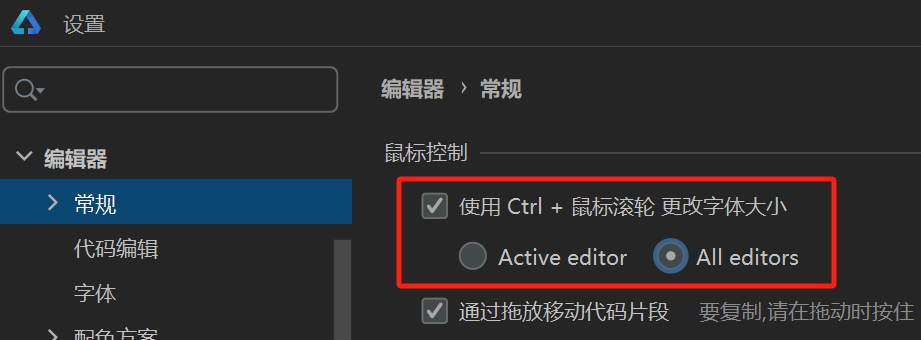 设置
编辑器 › 常规
编辑器
常规
代码编辑
字体
配色方案
鼠标控制
使用 Ctrl + 鼠标滚轮 更改字体大小
Active editor All editors
通过拖放移动代码片段 要复制,请在拖动时按住